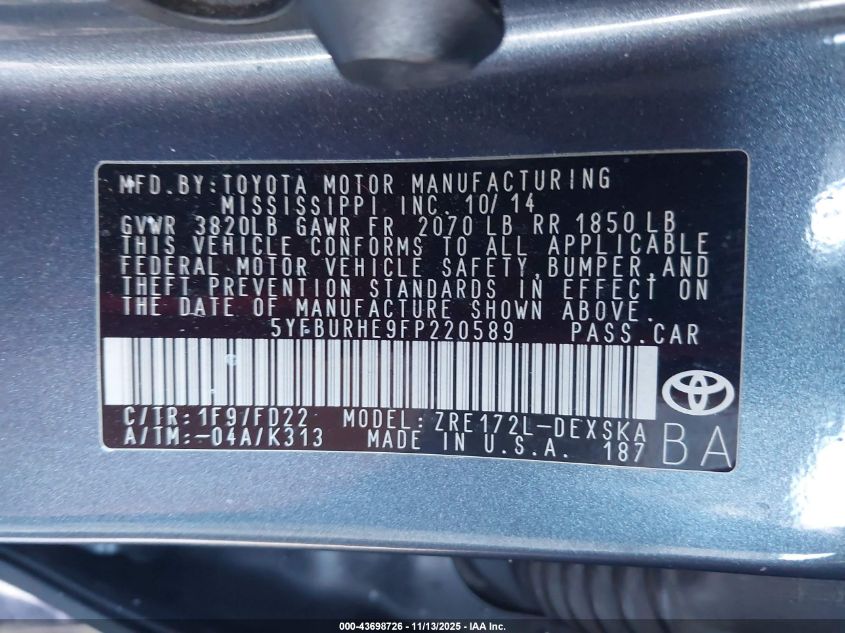 MFD. BY: TOYOTA MOTOR MANUFACTURING
MISSISSIPPI INC. 10/14
GVWR 3820LB GAWR FR 2070 LB RR 1850 LB
THIS VEHICLE CONFORMS TO ALL APPLICABLE
FEDERAL MOTOR VEHICLE SAFETY, BUMPER, AND
THEFT PREVENTION STANDARDS IN EFFECT ON
THE DATE OF MANUFACTURE SHOWN ABOVE.
5YFBURHE9FP220589 PASS. CAR
C/TR: 1F9/FD22 MODEL: ZRE172L-DEXSKA
A/TM: -04A/K313 MADE IN U.S.A. 187 BA
000-43698726 - 11/13/2025 - IAA Inc.